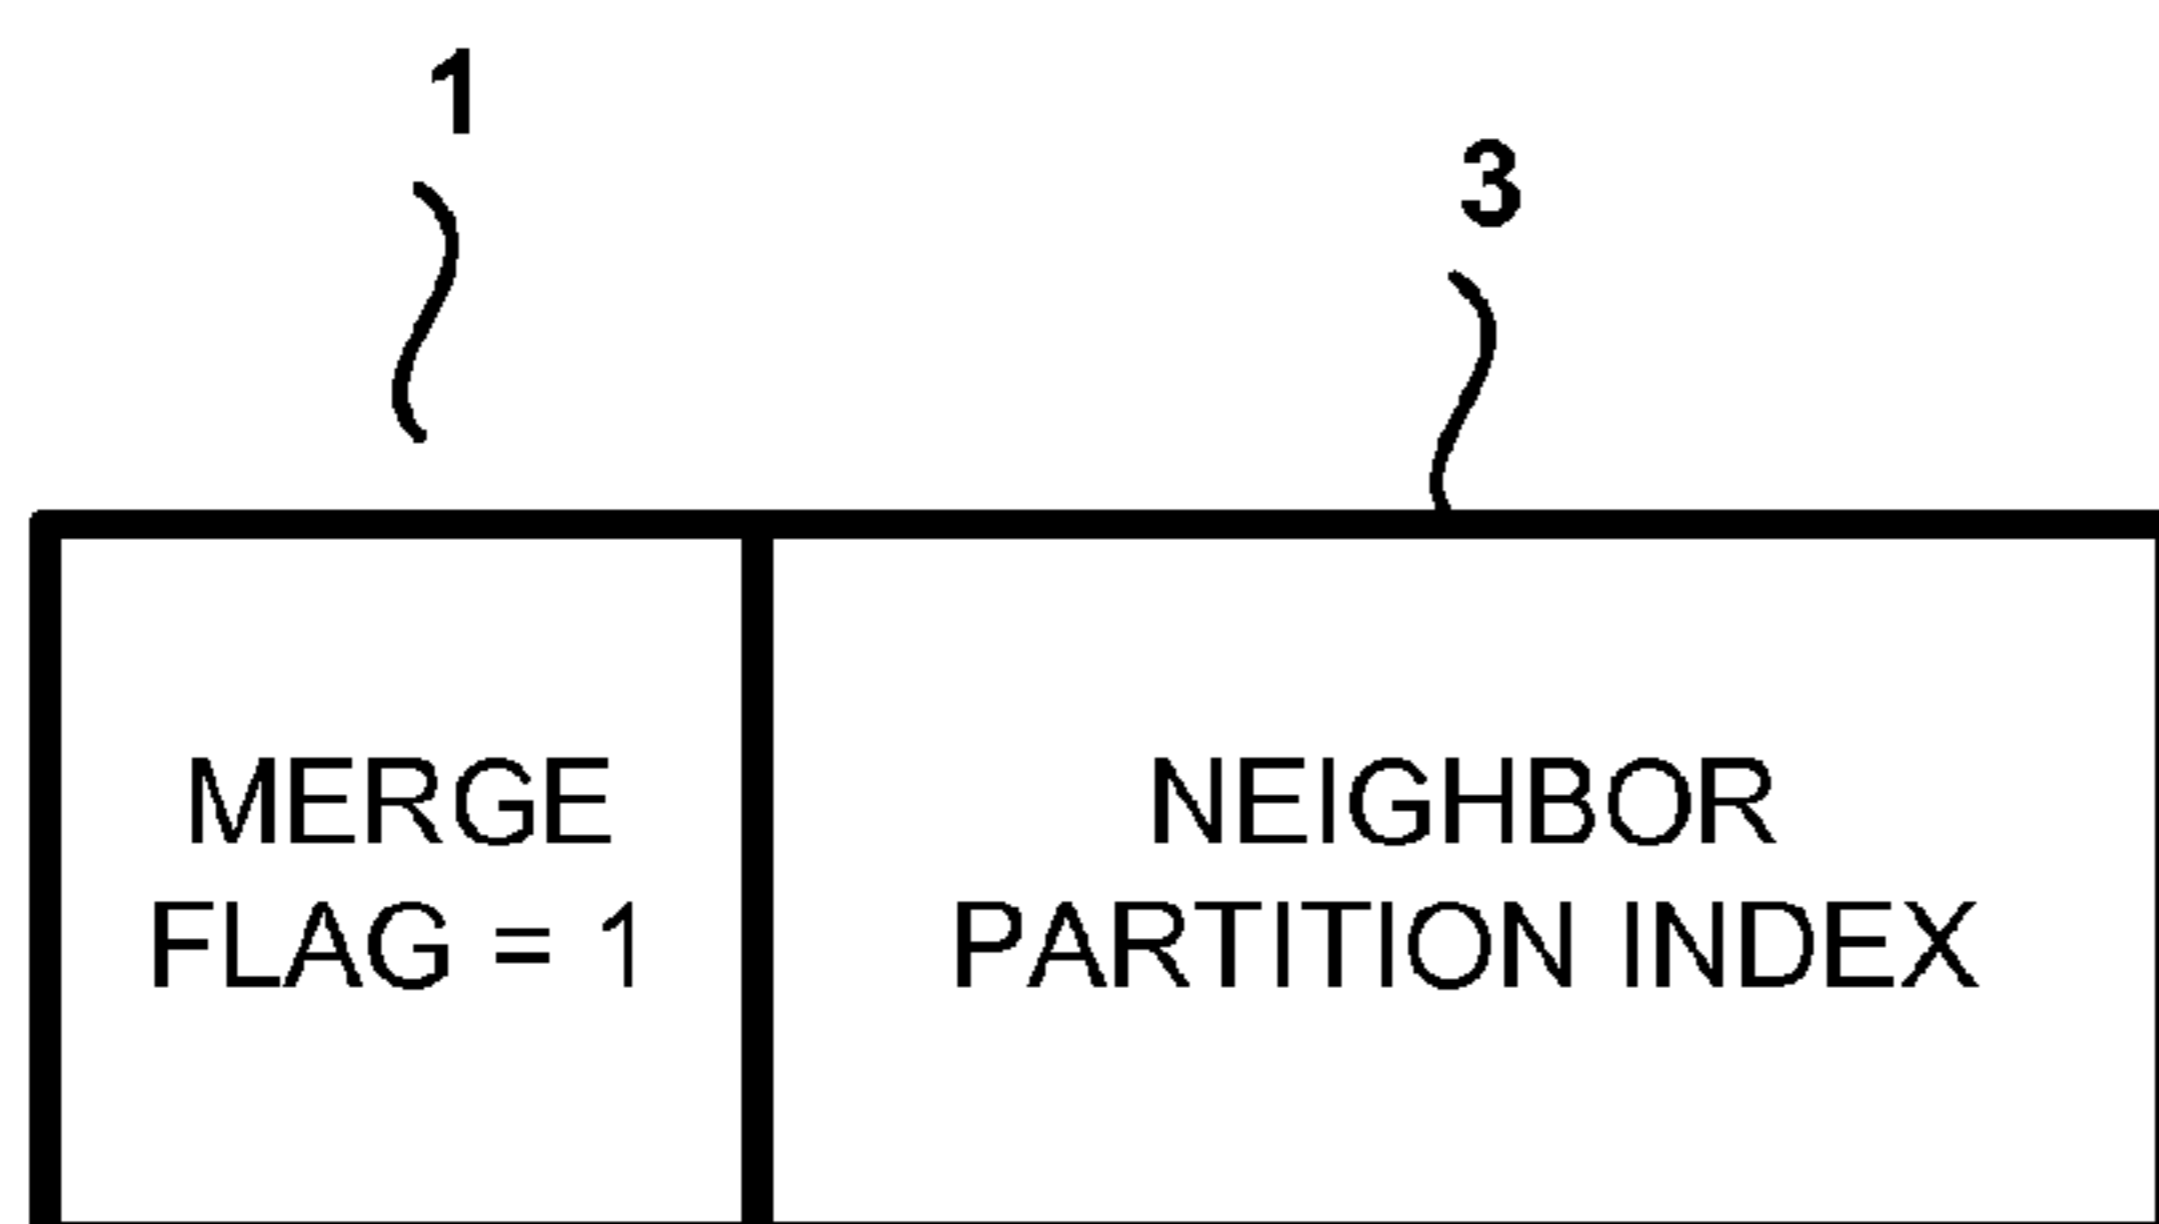 1
3
MERGE
FLAG = 1
NEIGHBOR
PARTITION INDEX